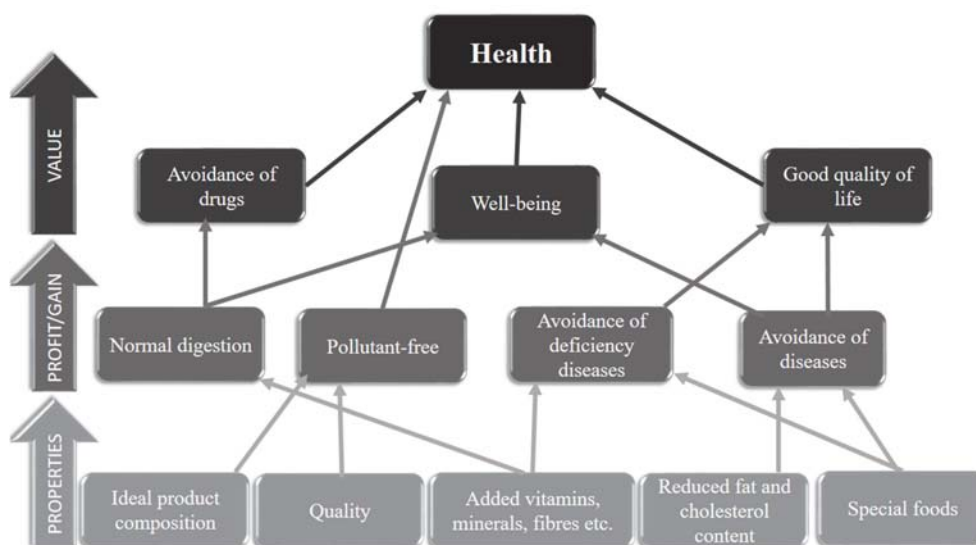 Health
VALUE
Avoidance of
drugs
Well-being
Good quality of
life
PROFIT/GAIN
Normal digestion
Pollutant-free
Avoidance of
deficiency
diseases
Avoidance of
diseases
PROPERTIES
Ideal product
composition
Quality
Added vitamins,
minerals, fibres etc.
Reduced fat and
cholesterol
content
Special foods